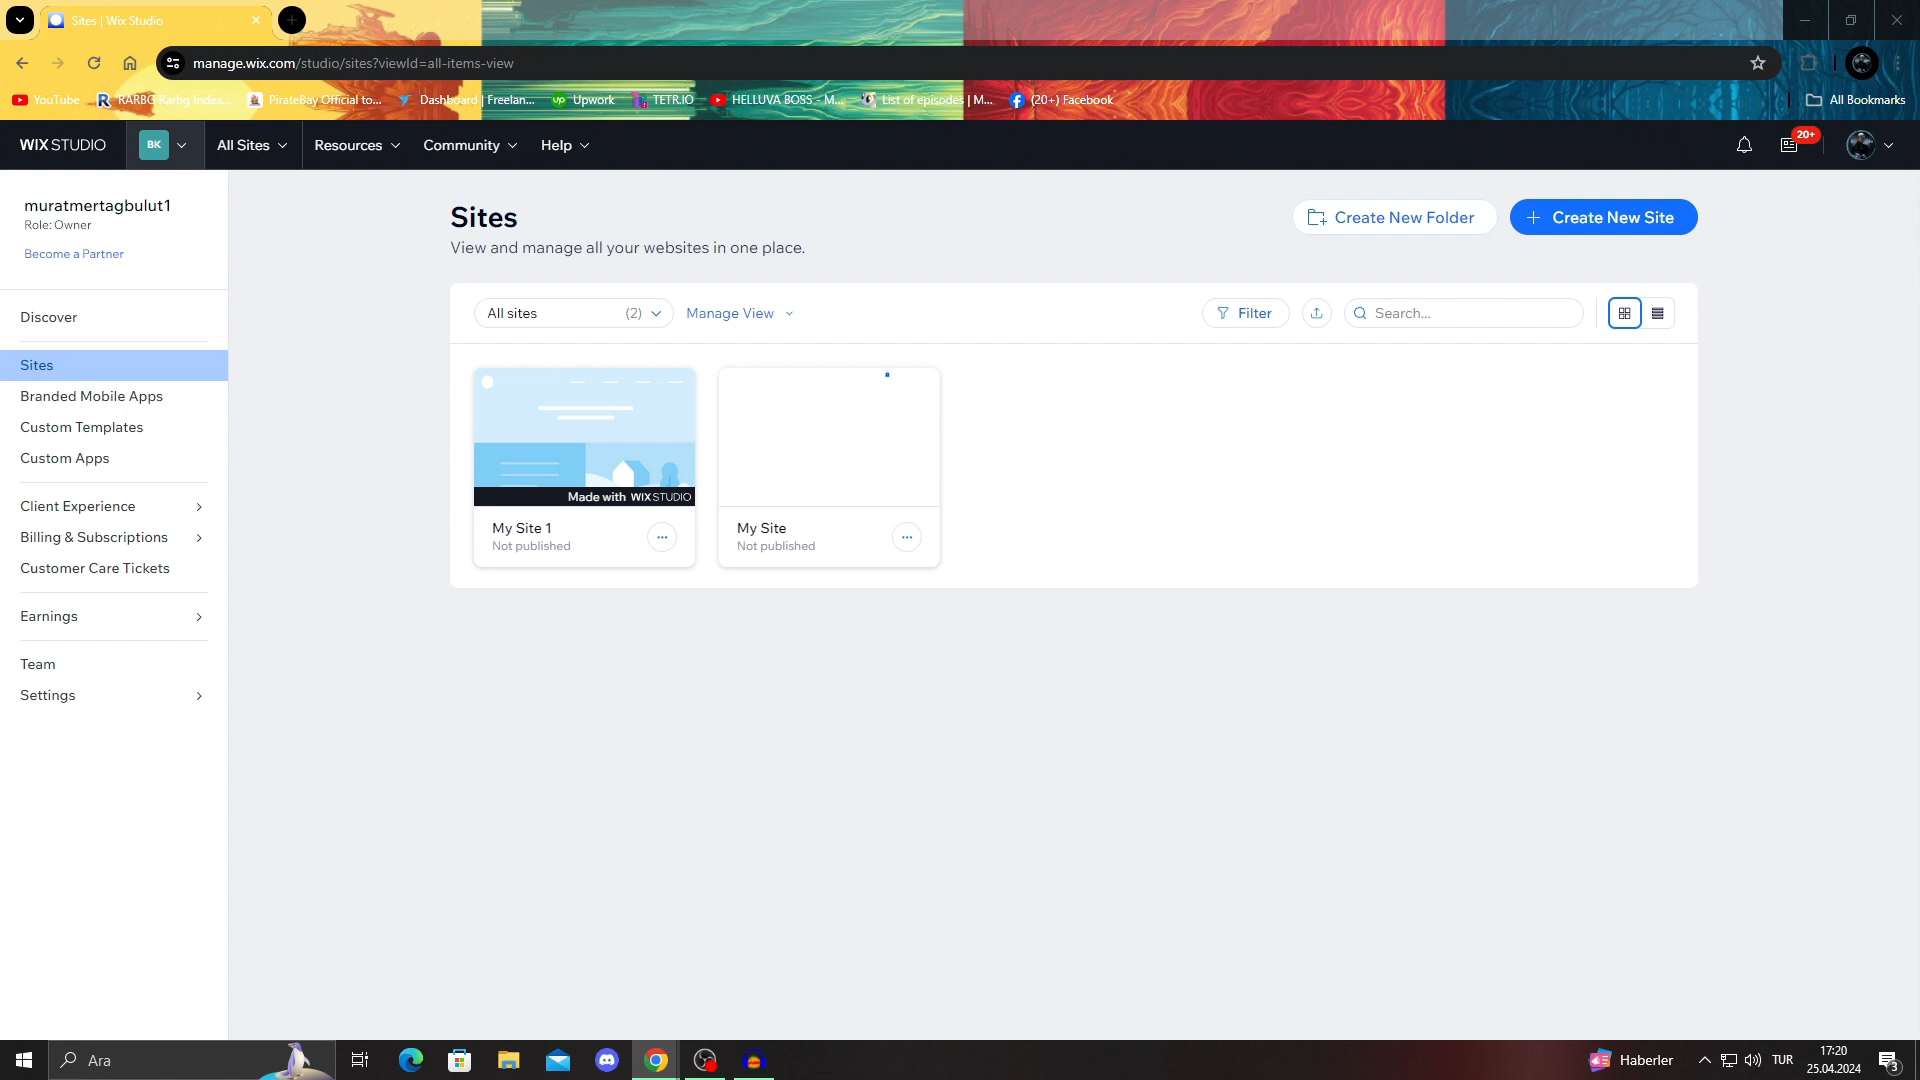 Sites | Wix Studio
manage.wix.com/studio/sites?viewId=all-items-view
YouTube
RARBG Rarbg Index...
PirateBay Official to...
Dashboard | Freelan...
Upwork
TETR.IO
HELLUVA BOSS - M...
List of episodes | M...
(20+) Facebook
All Bookmarks
WIX STUDIO
BK
All Sites
Resources
Community
Help
20+
muratmertagbulut1
Role: Owner
Become a Partner
Discover
Sites
Branded Mobile Apps
Custom Templates
Custom Apps
Client Experience
Billing & Subscriptions
Customer Care Tickets
Earnings
Team
Settings
Sites
View and manage all your websites in one place.
Create New Folder
+ Create New Site
All sites (2)
Manage View
Filter
Search...
Made with WIX STUDIO
My Site 1
Not published
My Site
Not published
Ara
Haberler
TUR
17:20
25.04.2024
3